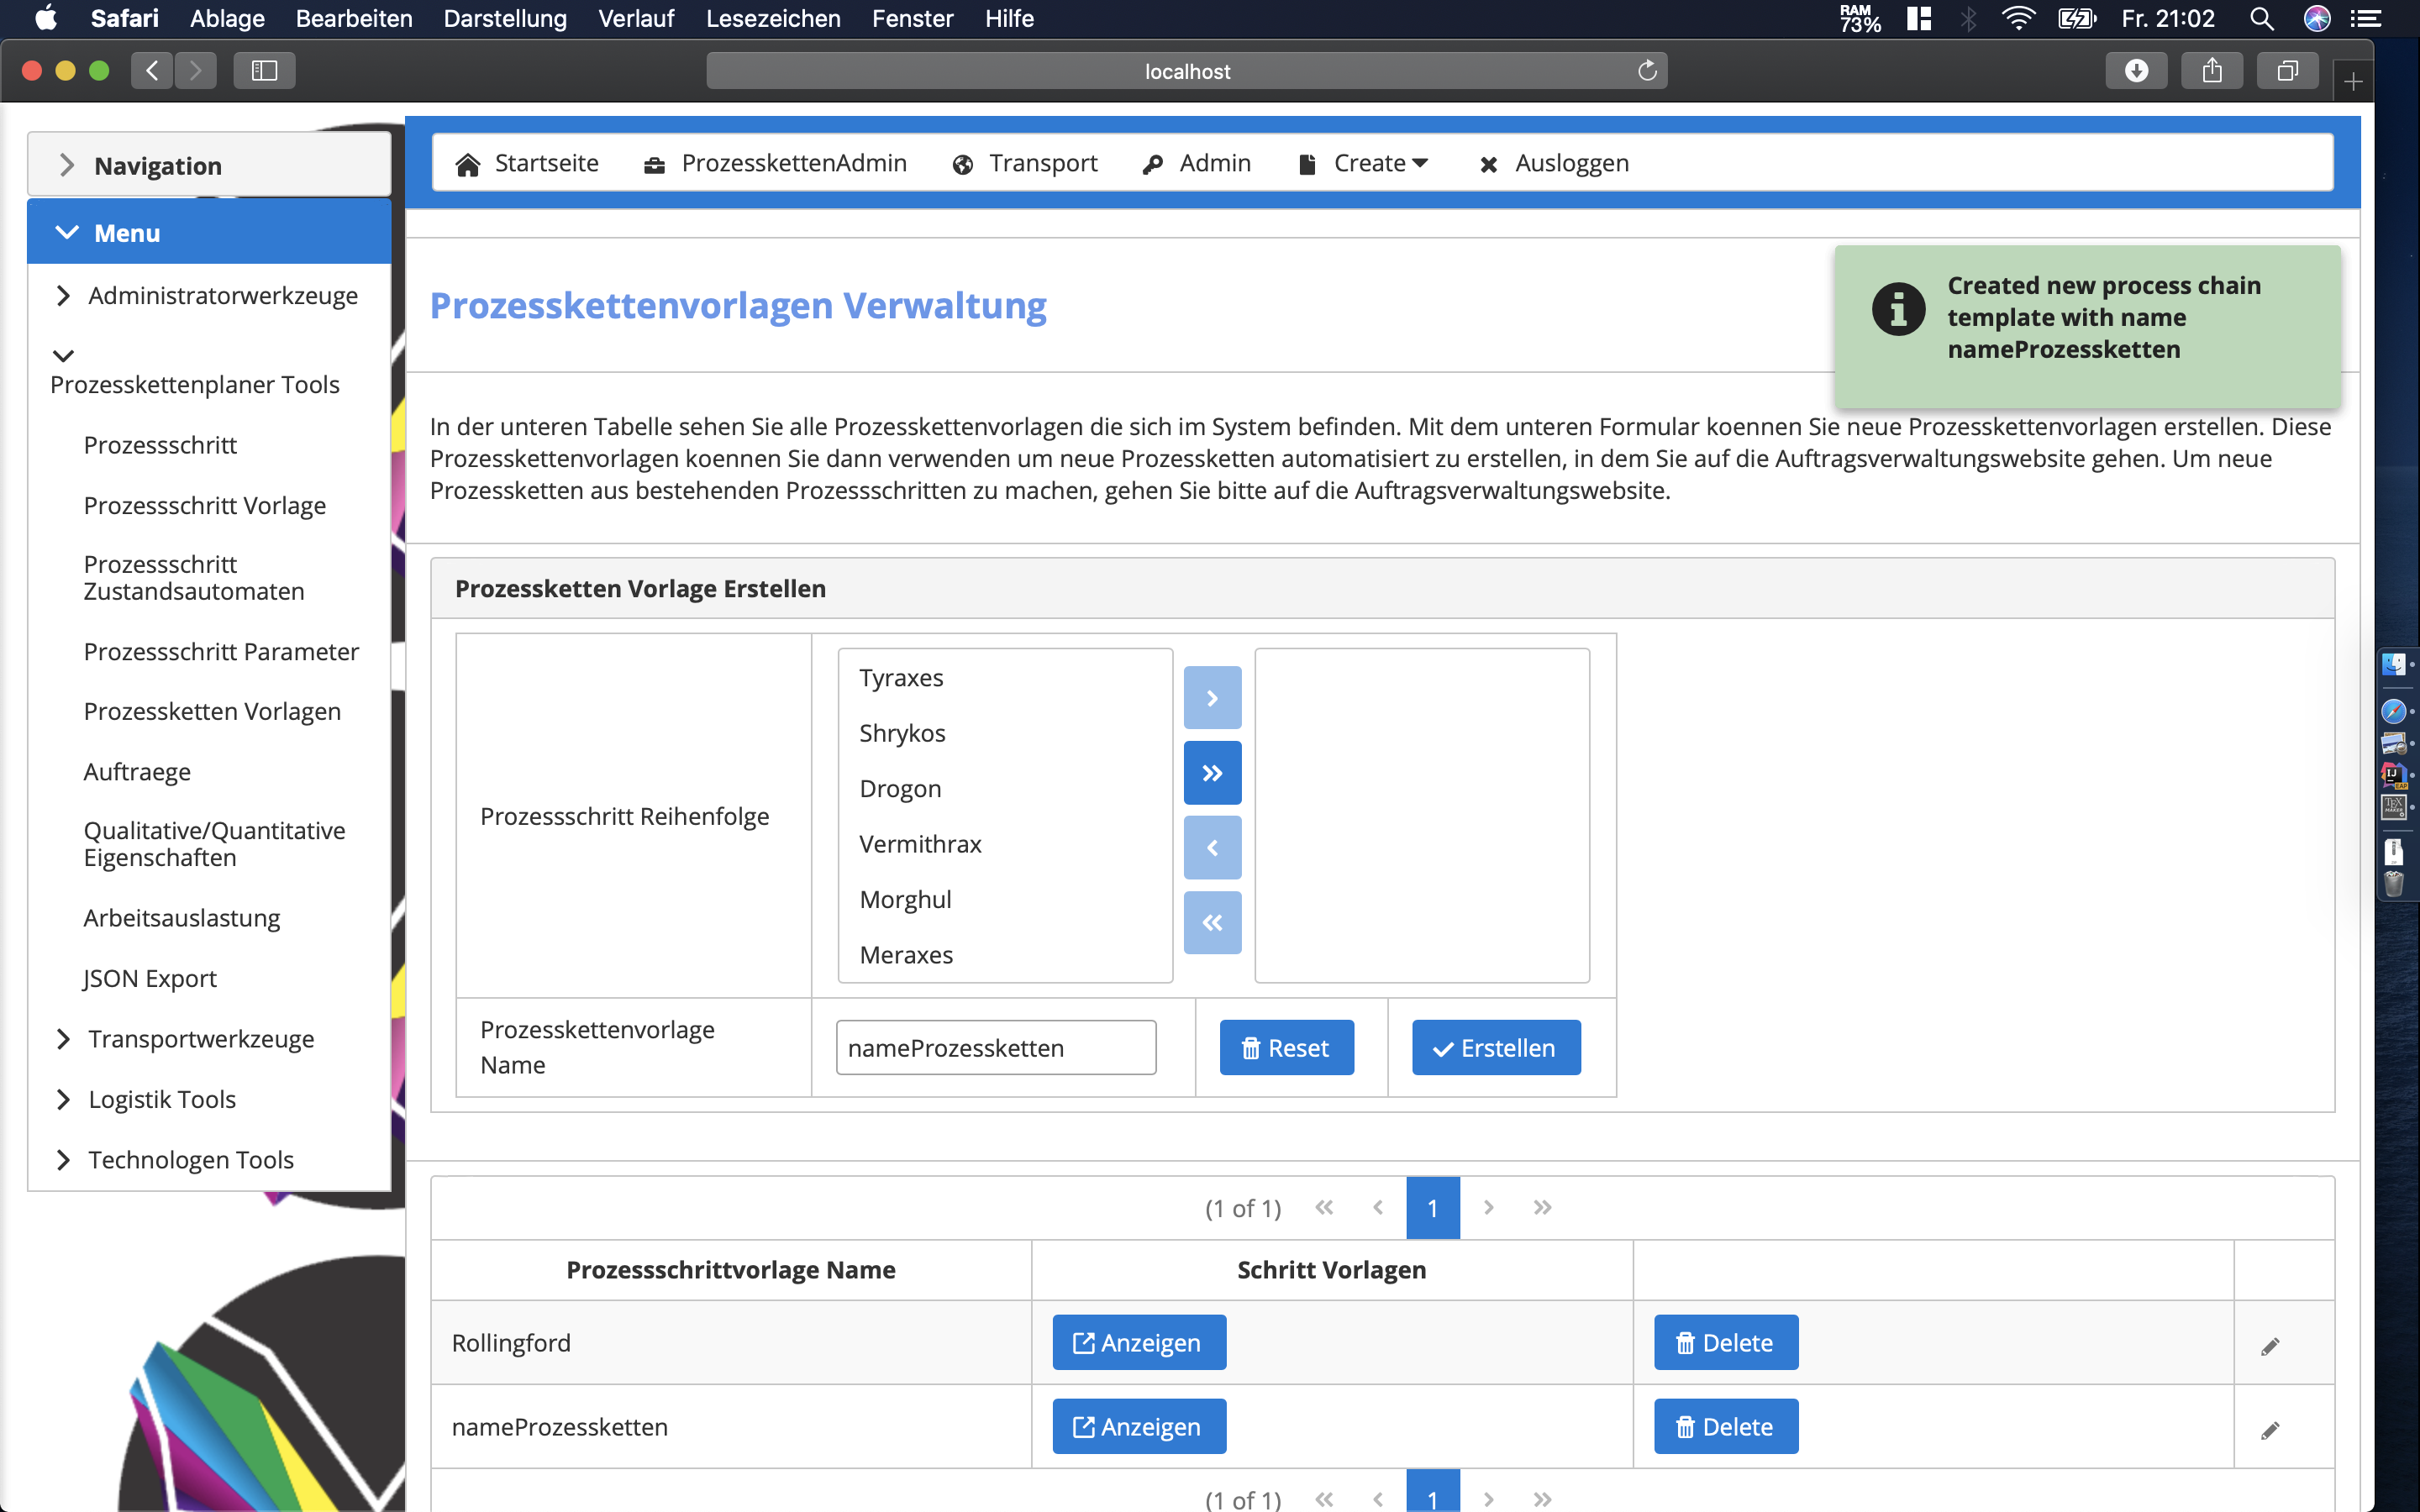 Safari Ablage Bearbeiten Darstellung Verlauf Lesezeichen Fenster Hilfe
RAM
73%
Fr. 21:02
localhost
Navigation
Menu
Administratorwerkzeuge
Prozesskettenplaner Tools
Prozessschritt
Prozessschritt Vorlage
Prozessschritt
Zustandsautomaten
Prozessschritt Parameter
Prozessketten Vorlagen
Auftraege
Qualitative/Quantitative
Eigenschaften
Arbeitsauslastung
JSON Export
Transportwerkzeuge
Logistik Tools
Technologen Tools
Startseite ProzesskettenAdmin Transport Admin Create Ausloggen
Prozesskettenvorlagen Verwaltung
Created new process chain
template with name
nameProzessketten
In der unteren Tabelle sehen Sie alle Prozesskettenvorlagen die sich im System befinden. Mit dem unteren Formular koennen Sie neue Prozesskettenvorlagen erstellen. Diese
Prozesskettenvorlagen koennen Sie dann verwenden um neue Prozessketten automatisiert zu erstellen, in dem Sie auf die Auftragsverwaltungswebsite gehen. Um neue
Prozessketten aus bestehenden Prozessschritten zu machen, gehen Sie bitte auf die Auftragsverwaltungswebsite.
Prozessketten Vorlage Erstellen
Prozessschritt Reihenfolge
Tyraxes
Shrykos
Drogon
Vermithrax
Morghul
Meraxes
Prozesskettenvorlage
Name
nameProzessketten
Reset
Erstellen
(1 of 1) 1
Prozessschrittvorlage Name Schritt Vorlagen
Rollingford Anzeigen Delete
nameProzessketten Anzeigen Delete
(1 of 1) 1